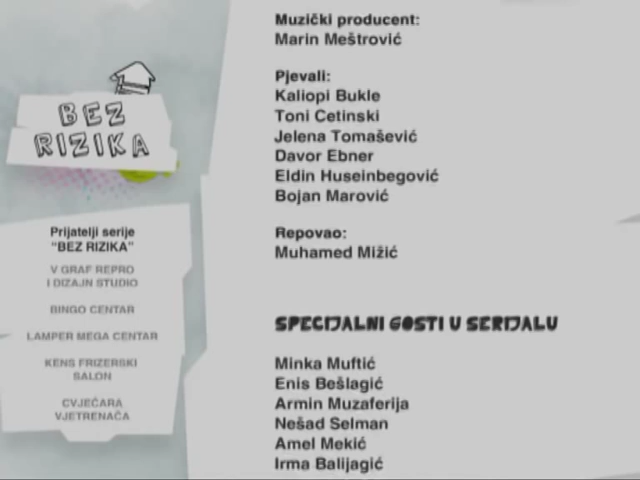 BEZ
RIZIKA
Prijatelji serije
"BEZ RIZIKA"
V GRAF REPRO
I DIZAJN STUDIO
BINGO CENTAR
LAMPER MEGA CENTAR
KENS FRIZERSKI
SALON
CVJEĆARA
VJETRENAČA
Muzički producent:
Marin Meštrović
Pjevali:
Kaliopi Bukle
Toni Cetinski
Jelena Tomašević
Davor Ebner
Eldin Huseinbegović
Bojan Marović
Repovao:
Muhamed Mižić
SPECIJALNI GOSTI U SERIJALU
Minka Muftić
Enis Bešlagić
Armin Muzaferija
Nešad Selman
Amel Mekić
Irma Balijagić